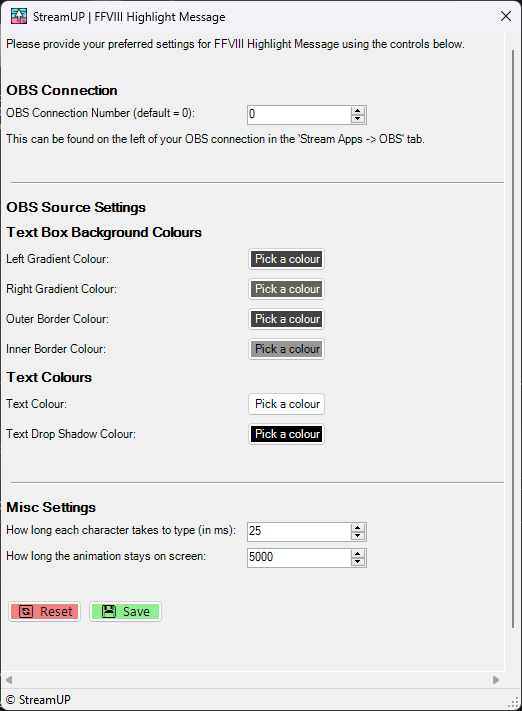 StreamUP | FFVIII Highlight Message
Please provide your preferred settings for FFVIII Highlight Message using the controls below.
OBS Connection
OBS Connection Number (default = 0):
0
This can be found on the left of your OBS connection in the 'Stream Apps -> OBS' tab.
OBS Source Settings
Text Box Background Colours
Left Gradient Colour:
Pick a colour
Right Gradient Colour:
Pick a colour
Outer Border Colour:
Pick a colour
Inner Border Colour:
Pick a colour
Text Colours
Text Colour:
Pick a colour
Text Drop Shadow Colour:
Pick a colour
Misc Settings
How long each character takes to type (in ms):
25
How long the animation stays on screen:
5000
Reset
Save
© StreamUP